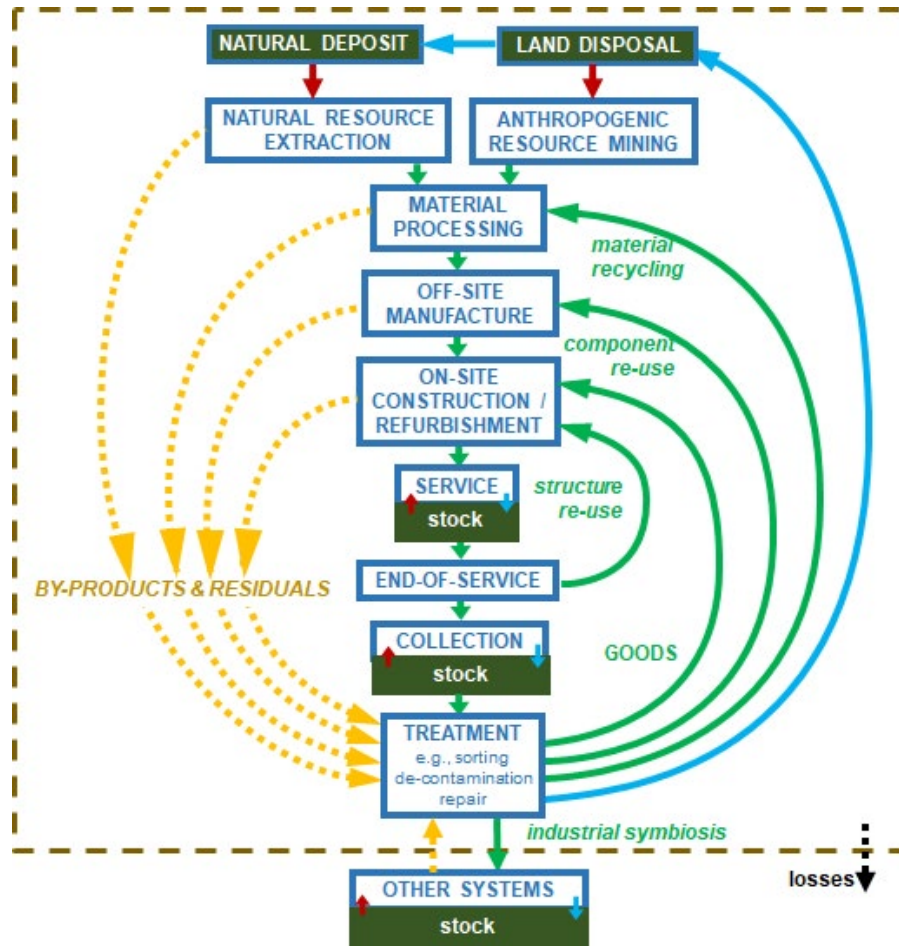 NATURAL DEPOSIT
LAND DISPOSAL
NATURAL RESOURCE
EXTRACTION
ANTHROPOGENIC
RESOURCE MINING
MATERIAL
PROCESSING
material
recycling
OFF-SITE
MANUFACTURE
component
re-use
ON-SITE
CONSTRUCTION /
REFURBISHMENT
SERVICE
stock
structure
re-use
END-OF-SERVICE
BY-PRODUCTS & RESIDUALS
COLLECTION
stock
GOODS
TREATMENT
e.g., sorting
de-contamination
repair
industrial symbiosis
losses
OTHER SYSTEMS
stock